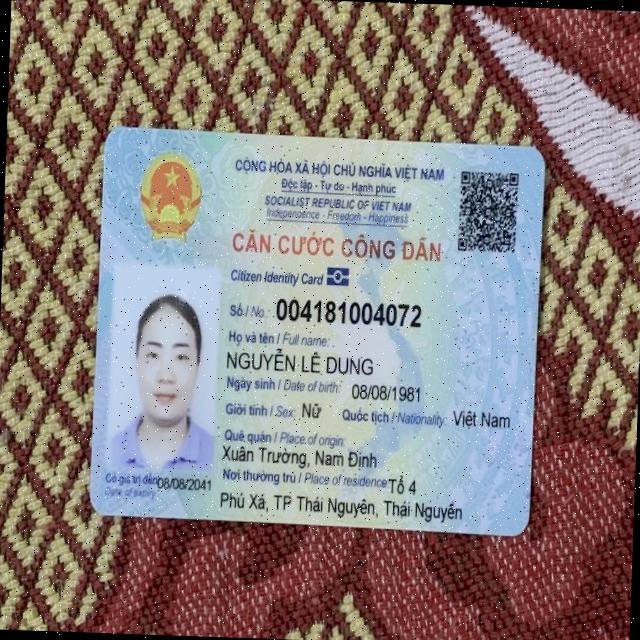 CỘNG HÒA XÃ HỘI CHỦ NGHĨA VIỆT NAM
Độc lập - Tự do - Hạnh phúc
SOCIALIST REPUBLIC OF VIET NAM
Independence - Freedom - Happiness
CĂN CƯỚC CÔNG DÂN
Citizen Identity Card
Số / No.: 004181004072
Họ và tên / Full name:
NGUYỄN LÊ DUNG
Ngày sinh / Date of birth: 08/08/1981
Giới tính / Sex: Nữ Quốc tịch / Nationality: Việt Nam
Quê quán / Place of origin:
Xuân Trường, Nam Định
Nơi thường trú / Place of residence: Tổ 4
Phú Xá, TP Thái Nguyên, Thái Nguyên
Có giá trị đến: 08/08/2041
Date of expiry